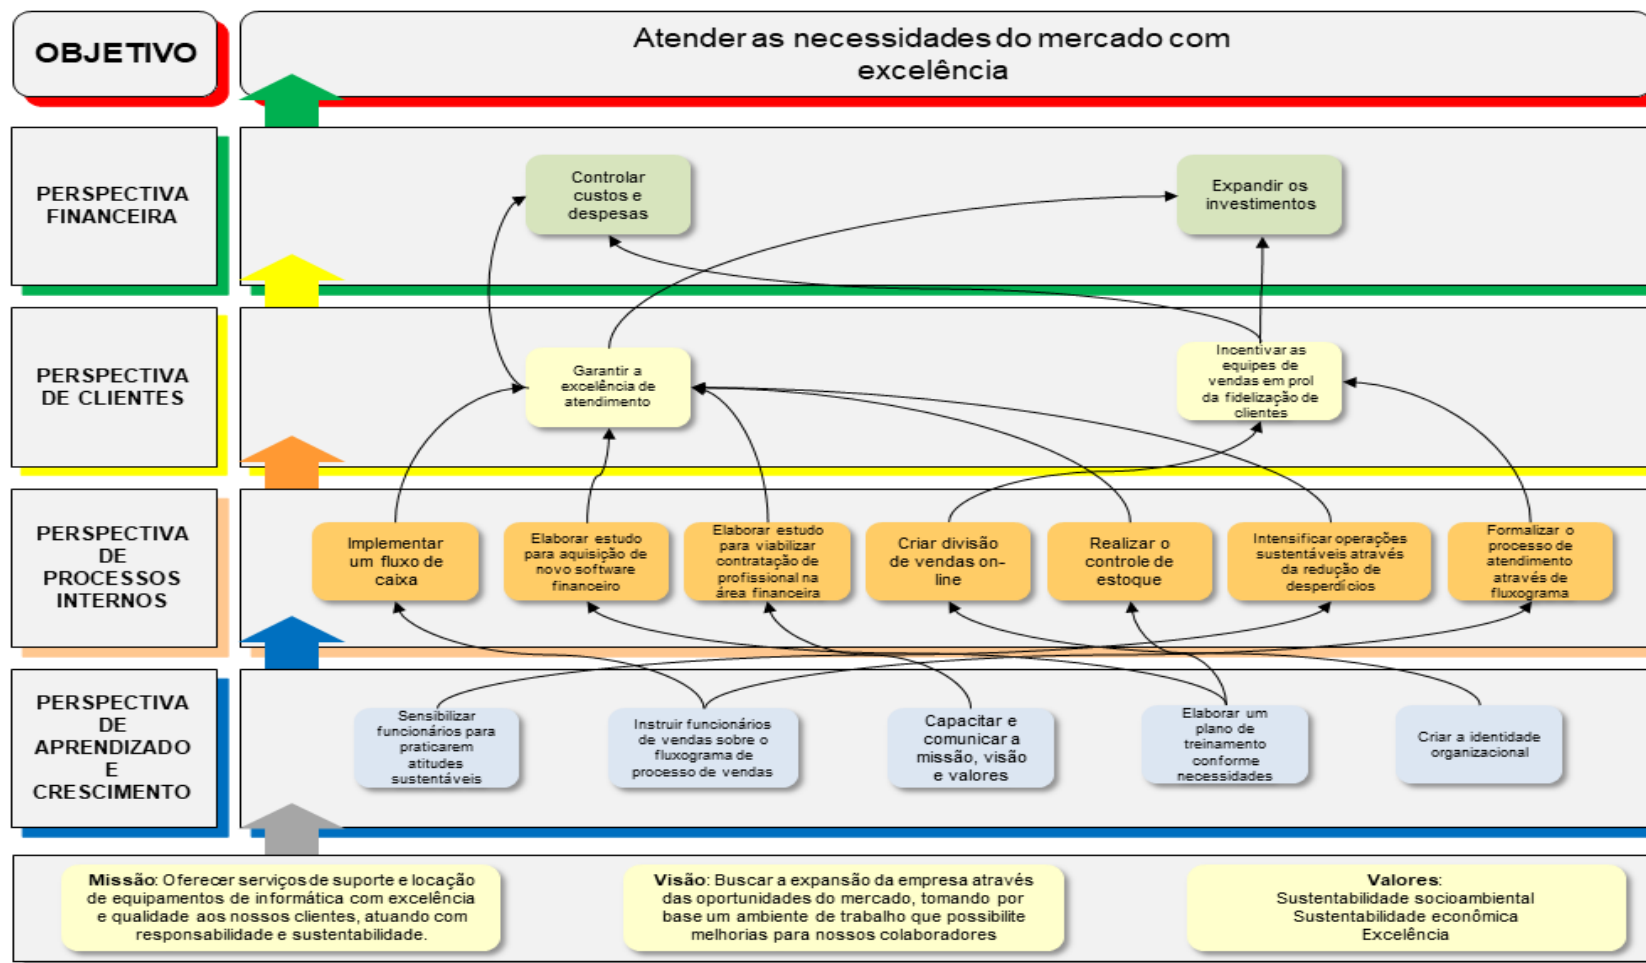 OBJETIVO
Atender as necessidades do mercado com
excelência
PERSPECTIVA
FINANCEIRA
Controlar
custos e
despesas
Expandir os
investimentos
PERSPECTIVA
DE CLIENTES
Garantir a
excelência de
atendimento
Incentivar as
equipes de
vendas em prol
da fidelização de
clientes
PERSPECTIVA
DE
PROCESSOS
INTERNOS
Implementar
um fluxo de
caixa
Elaborar estudo
para aquisição de
novo software
financeiro
Elaborar estudo
para viabilizar
contratação de
profissional na
área financeira
Criar divisão
de vendas on-
line
Realizar o
controle de
estoque
Intensificar operações
sustentáveis através
da redução de
desperdícios
Formalizar o
processo de
atendimento
através de
fluxograma
PERSPECTIVA
DE
APRENDIZADO
E
CRESCIMENTO
Sensibilizar
funcionários para
praticarem
atitudes
sustentáveis
Instruir funcionários
de vendas sobre o
fluxograma de
processo de vendas
Capacitar e
comunicar a
missão, visão
e valores
Elaborar um
plano de
treinamento
conforme
necessidades
Criar a identidade
organizacional
Missão: Oferecer serviços de suporte e locação
de equipamentos de informática com excelência
e qualidade aos nossos clientes, atuando com
responsabilidade e sustentabilidade.
Visão: Buscar a expansão da empresa através
das oportunidades do mercado, tomando por
base um ambiente de trabalho que possibilite
melhorias para nossos colaboradores
Valores:
Sustentabilidade socioambiental
Sustentabilidade econômica
Excelência